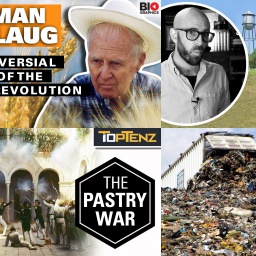 MAN
LAUG
BIO
GRAPHICS
VERSIAL
OF THE
REVOLUTION
TOPTENZ
THE
PASTRY
WAR